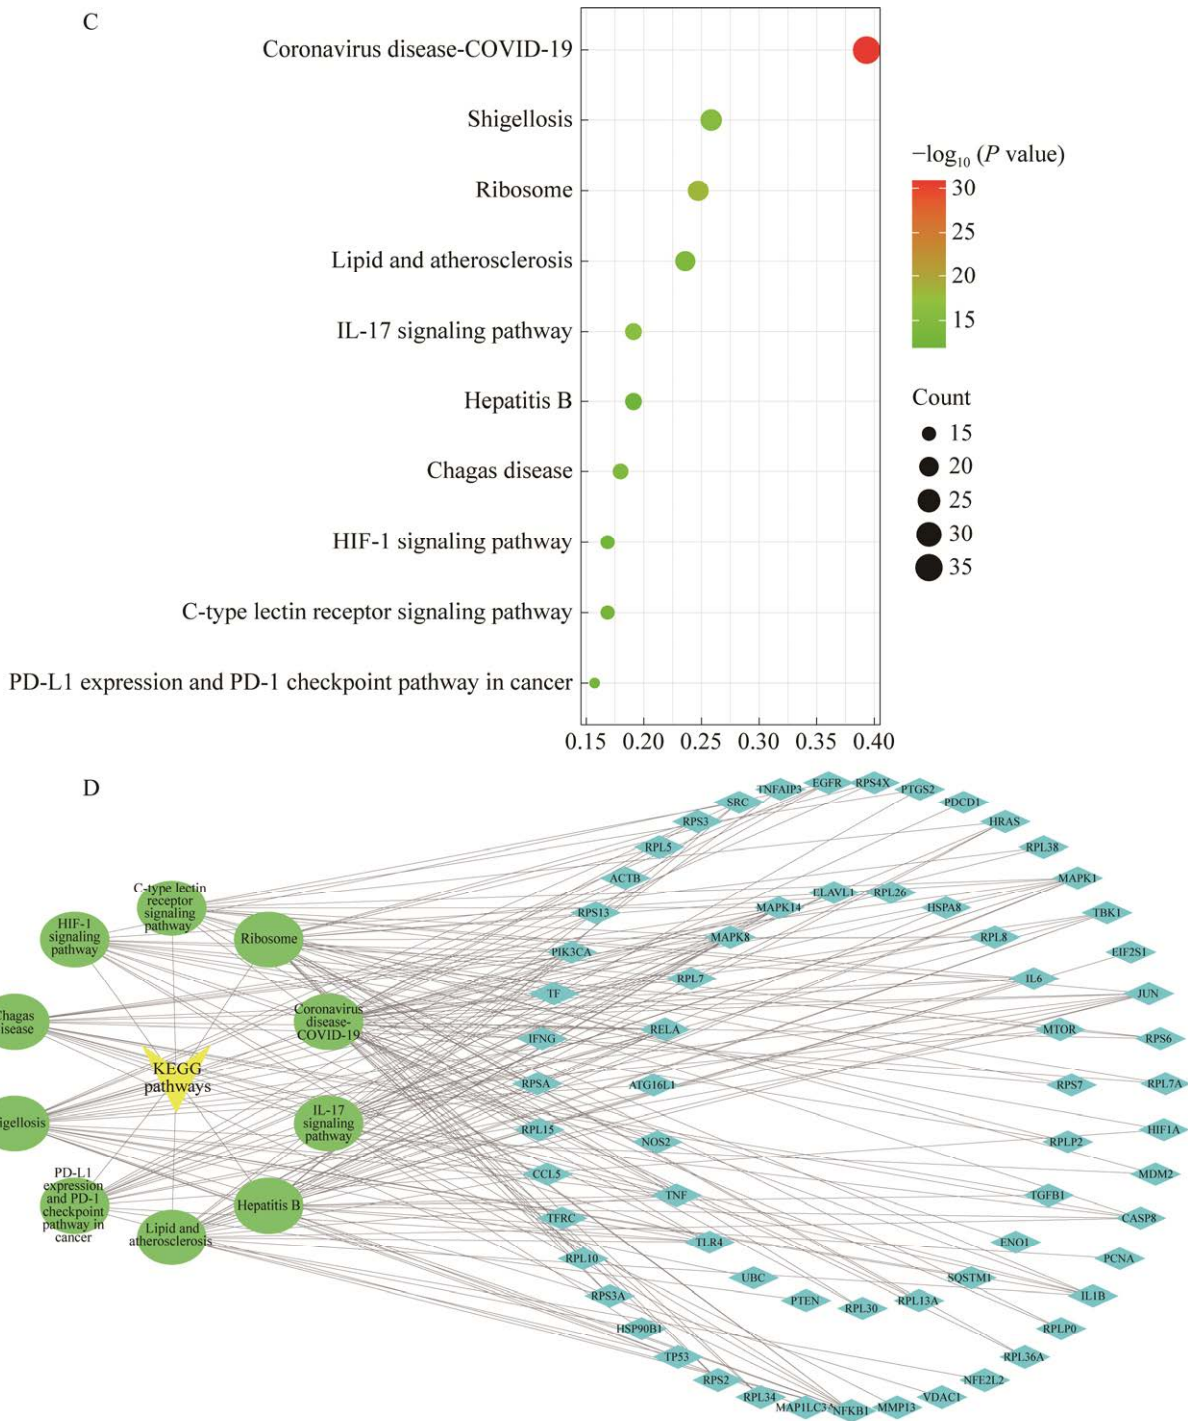 C
Coronavirus disease-COVID-19
Shigellosis
Ribosome
Lipid and atherosclerosis
IL-17 signaling pathway
Hepatitis B
Chagas disease
HIF-1 signaling pathway
C-type lectin receptor signaling pathway
PD-L1 expression and PD-1 checkpoint pathway in cancer
0.15 0.20 0.25 0.30 0.35 0.40
−log10 (P value)
30
25
20
15
Count
15
20
25
30
35
D
C-type lectin
receptor
signaling
pathway
HIF-1
signaling
pathway
Ribosome
Chagas
disease
Coronavirus
disease-
COVID-19
KEGG
pathways
igellosis
IL-17
signaling
pathway
PD-L1
expression
and PD-1
checkpoint
pathway in
cancer
Lipid and
atherosclerosis
Hepatitis B
TNFAIP3
EGFR
RPS4X
PTGS2
PDCD1
SRC
RPS3
HRAS
RPL5
RPL38
ACTB
MAPK1
ELAVL1
RPL26
MAPK14
HSPA8
RPS13
TBK1
MAPK8
RPL8
PIK3CA
EIF2S1
RPL7
IL6
TF
JUN
RELA
MTOR
IFNG
RPS6
RPSA
ATG16L1
RPS7
RPL7A
RPL15
HIF1A
NOS2
RPLP2
CCL5
MDM2
TNF
TGFB1
TFRC
CASP8
TLR4
ENO1
RPL10
PCNA
UBC
SQSTM1
RPS3A
IL1B
PTEN
RPL30
RPL13A
HSP90B1
RPLP0
TP53
RPL36A
RPS2
NFE2L2
RPL34
VDAC1
MAP1LC3A
NFKB1
MMP13